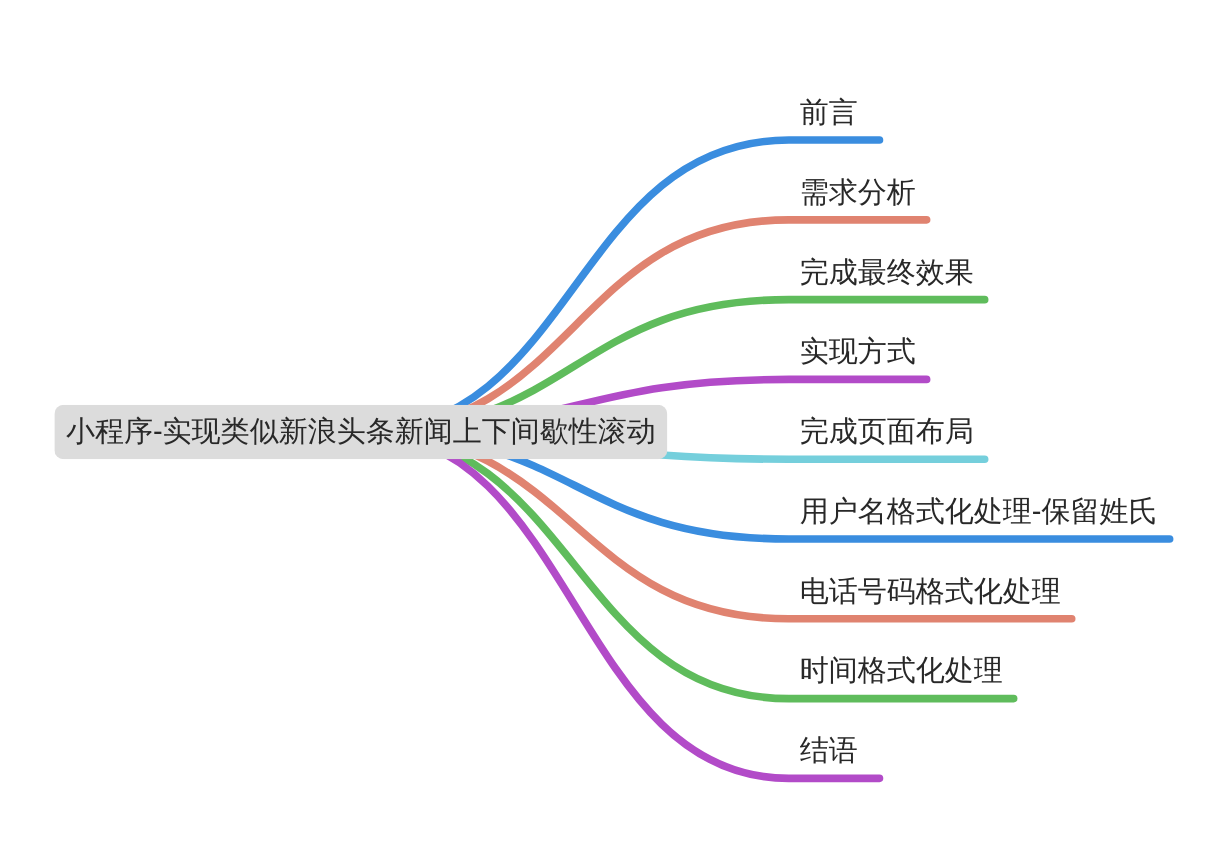 前言
需求分析
完成最终效果
实现方式
小程序-实现类似新浪头条新闻上下间歇性滚动
完成页面布局
用户名格式化处理-保留姓氏
电话号码格式化处理
时间格式化处理
结语